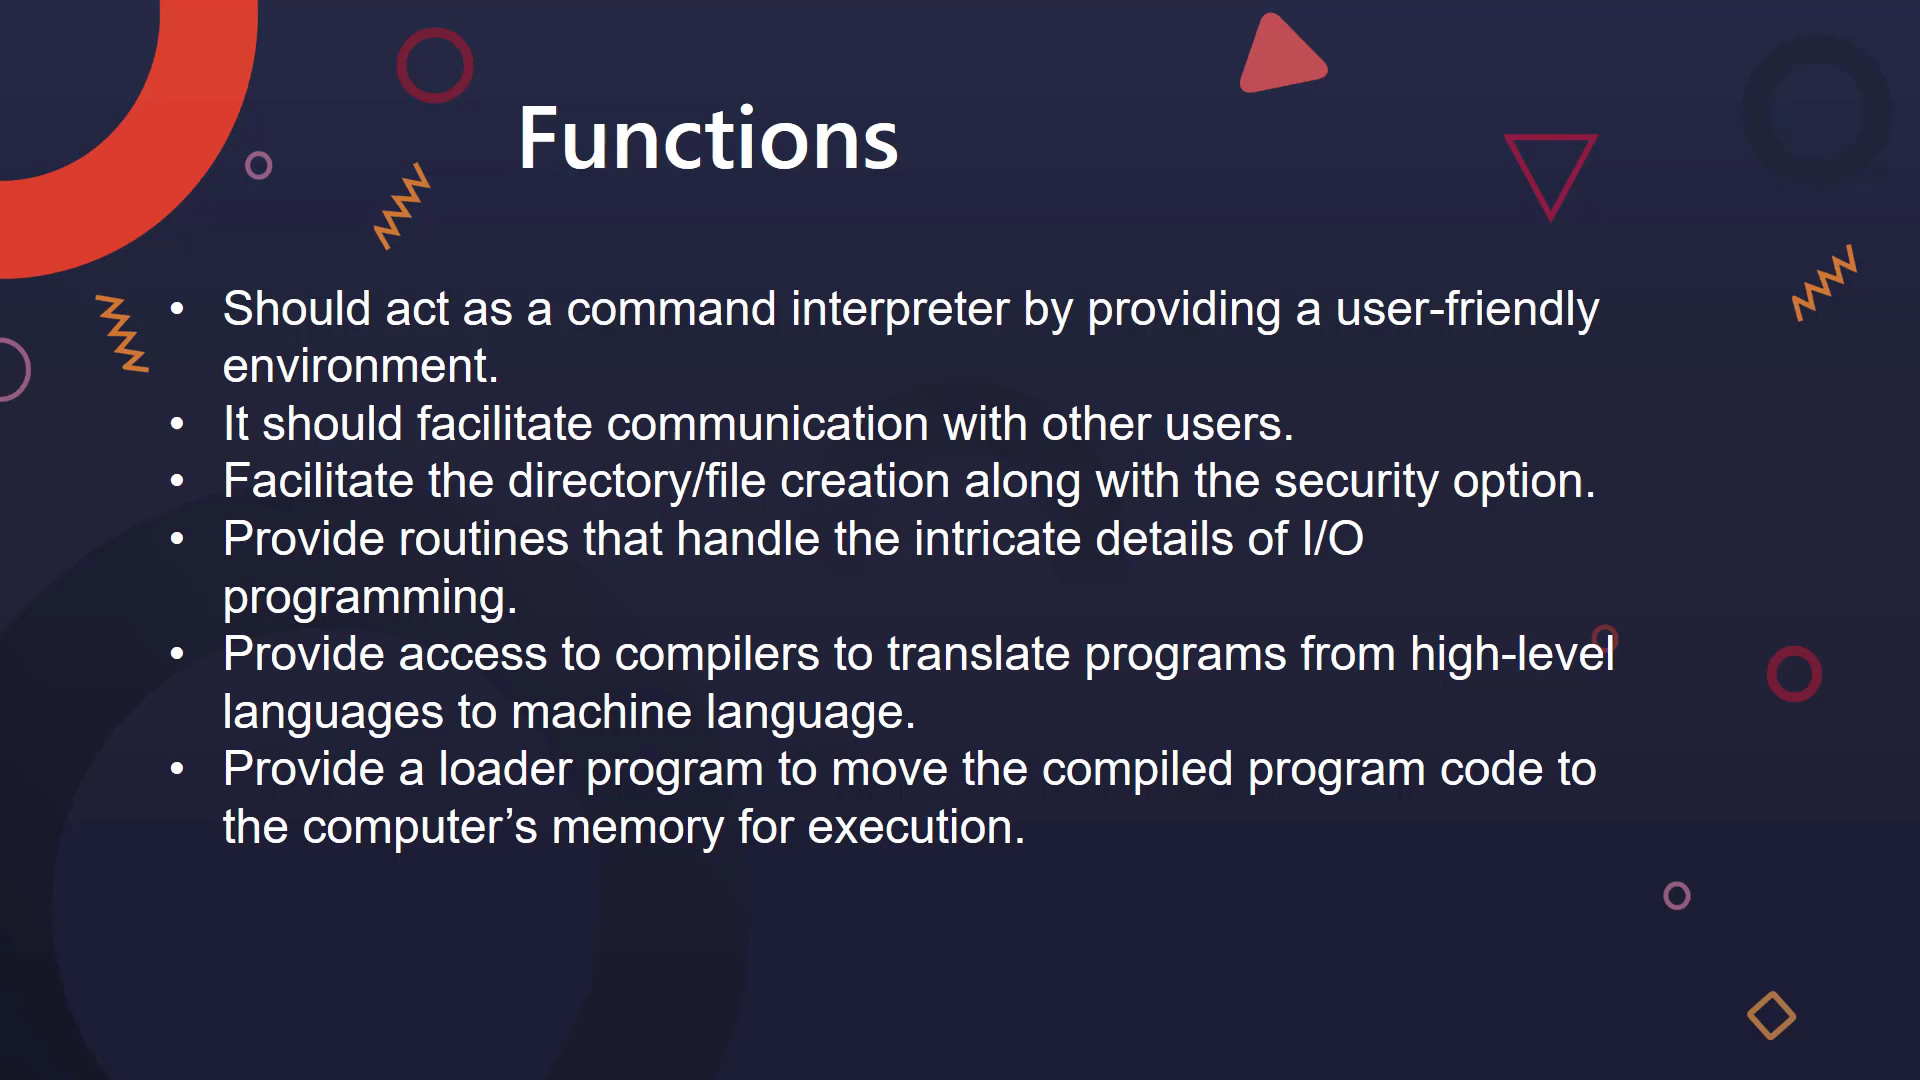 Functions
• Should act as a command interpreter by providing a user-friendly
environment.
• It should facilitate communication with other users.
• Facilitate the directory/file creation along with the security option.
• Provide routines that handle the intricate details of I/O
programming.
• Provide access to compilers to translate programs from high-level
languages to machine language.
• Provide a loader program to move the compiled program code to
the computer’s memory for execution.